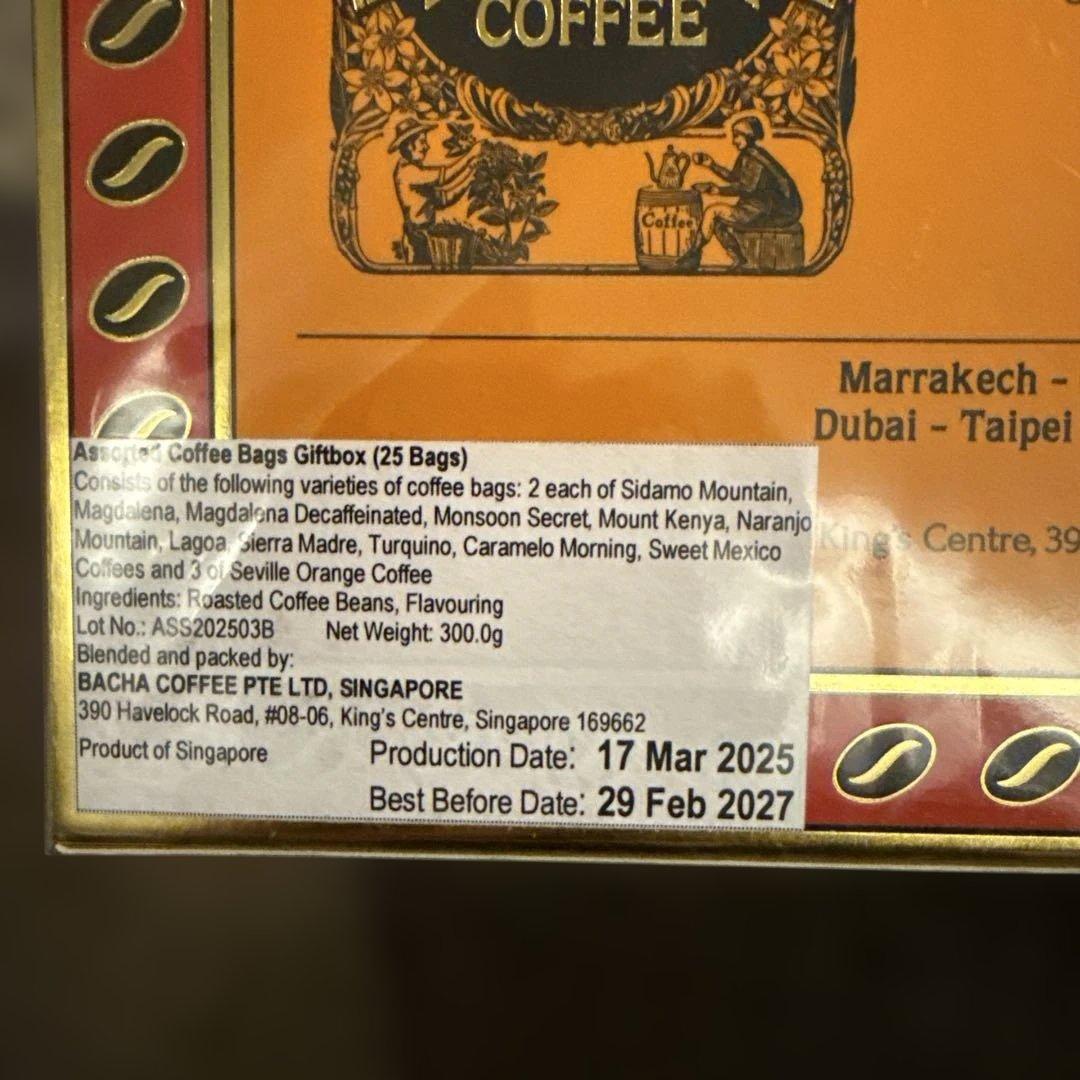 COFFEE
Coffee
Marrakech -
Dubai - Taipei
King's Centre, 39
Assorted Coffee Bags Giftbox (25 Bags)
Consists of the following varieties of coffee bags: 2 each of Sidamo Mountain,
Magdalena, Magdalena Decaffeinated, Monsoon Secret, Mount Kenya, Naranjo
Mountain, Lagoa, Sierra Madre, Turquino, Caramelo Morning, Sweet Mexico
Coffees and 3 of Seville Orange Coffee
Ingredients: Roasted Coffee Beans, Flavouring
Lot No.: ASS202503B Net Weight: 300.0g
Blended and packed by:
BACHA COFFEE PTE LTD, SINGAPORE
390 Havelock Road, #08-06, King's Centre, Singapore 169662
Product of Singapore Production Date: 17 Mar 2025
Best Before Date: 29 Feb 2027